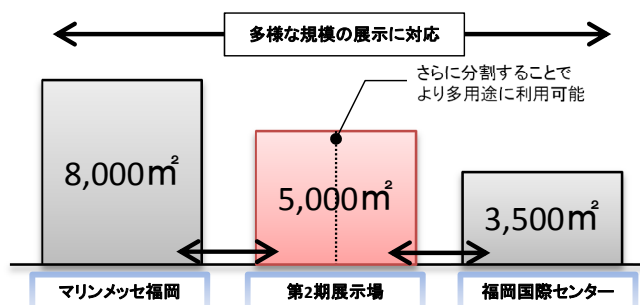 多様な規模の展示に対応
さらに分割することで
より多用途に利用可能
8,000㎡
5,000㎡
3,500㎡
マリンメッセ福岡
第2期展示場
福岡国際センター